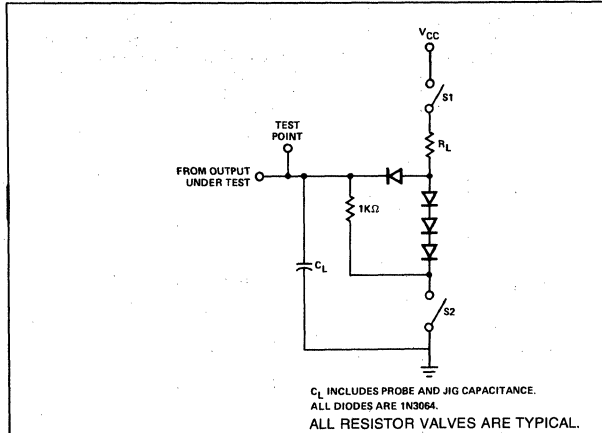 VCC
S1
TEST
POINT
RL
FROM OUTPUT
UNDER TEST
1KΩ
CL
S2
CL INCLUDES PROBE AND JIG CAPACITANCE.
ALL DIODES ARE 1N3064.
ALL RESISTOR VALVES ARE TYPICAL.